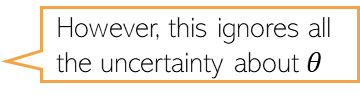 However, this ignores all
the uncertainty about θ